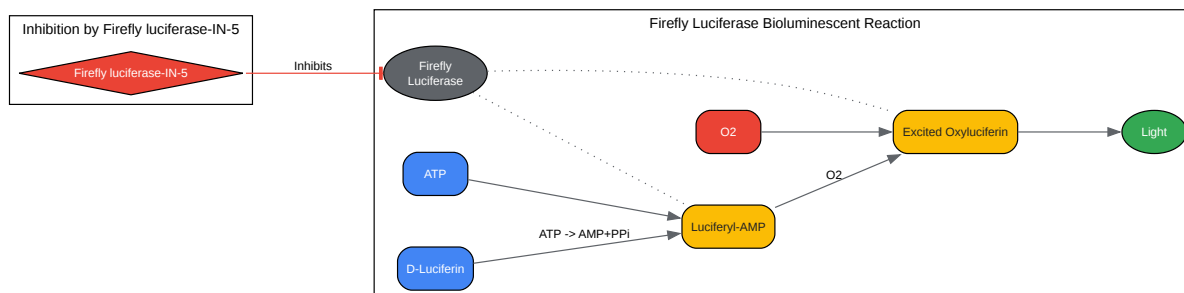 Inhibition by Firefly luciferase-IN-5
Firefly luciferase-IN-5
Inhibits
Firefly Luciferase Bioluminescent Reaction
Firefly
Luciferase
O2
Excited Oxyluciferin
Light
ATP
O2
Luciferyl-AMP
ATP -> AMP+PPi
D-Luciferin